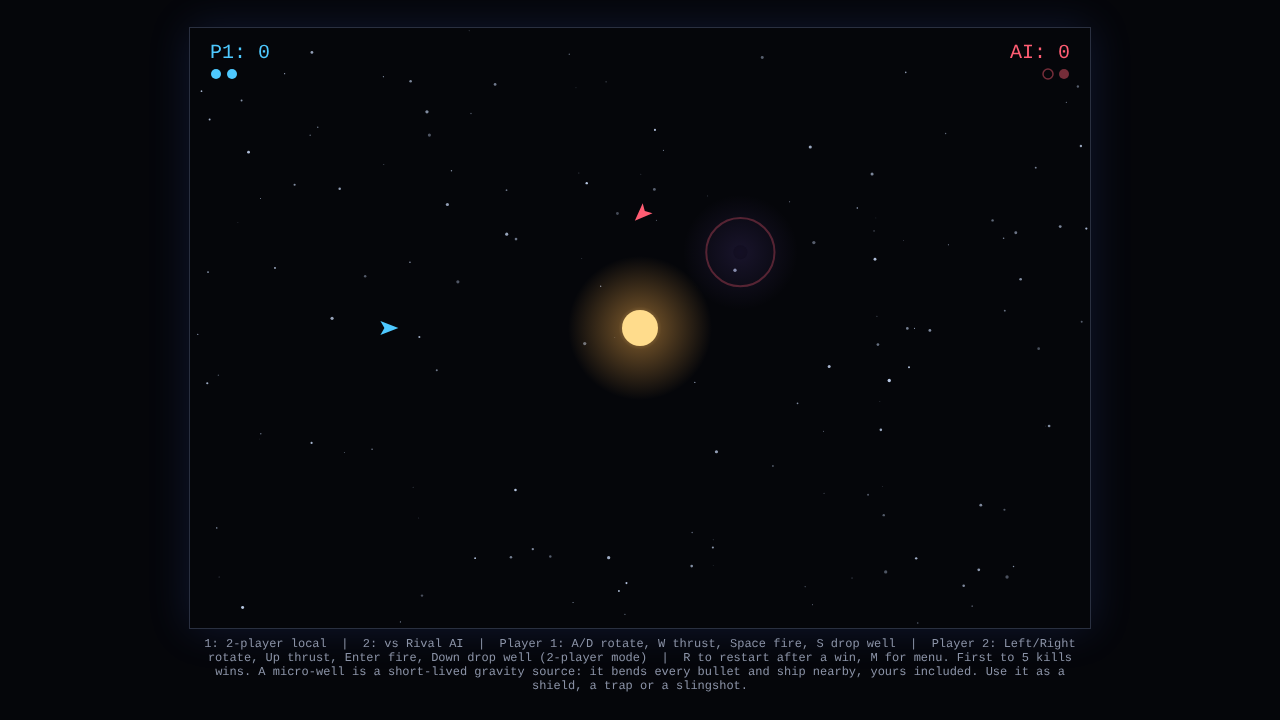 P1: 0
AI: 0
1: 2-player local | 2: vs Rival AI | Player 1: A/D rotate, W thrust, Space fire, S drop well | Player 2: Left/Right
rotate, Up thrust, Enter fire, Down drop well (2-player mode) | R to restart after a win, M for menu. First to 5 kills
wins. A micro-well is a short-lived gravity source: it bends every bullet and ship nearby, yours included. Use it as a
shield, a trap or a slingshot.